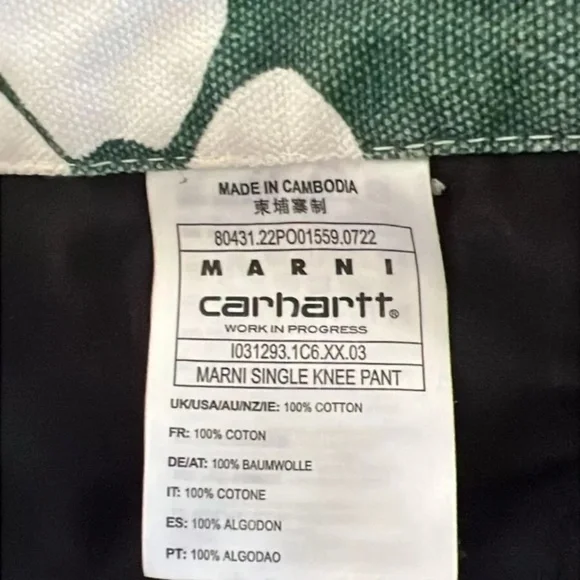 MADE IN CAMBODIA
柬埔寨制
80431.22PO01559.0722
MARNI
carhartt®
WORK IN PROGRESS
I031293.1C6.XX.03
MARNI SINGLE KNEE PANT
UK/USA/AU/NZ/IE: 100% COTTON
FR: 100% COTON
DE/AT: 100% BAUMWOLLE
IT: 100% COTONE
ES: 100% ALGODON
PT: 100% ALGODAO